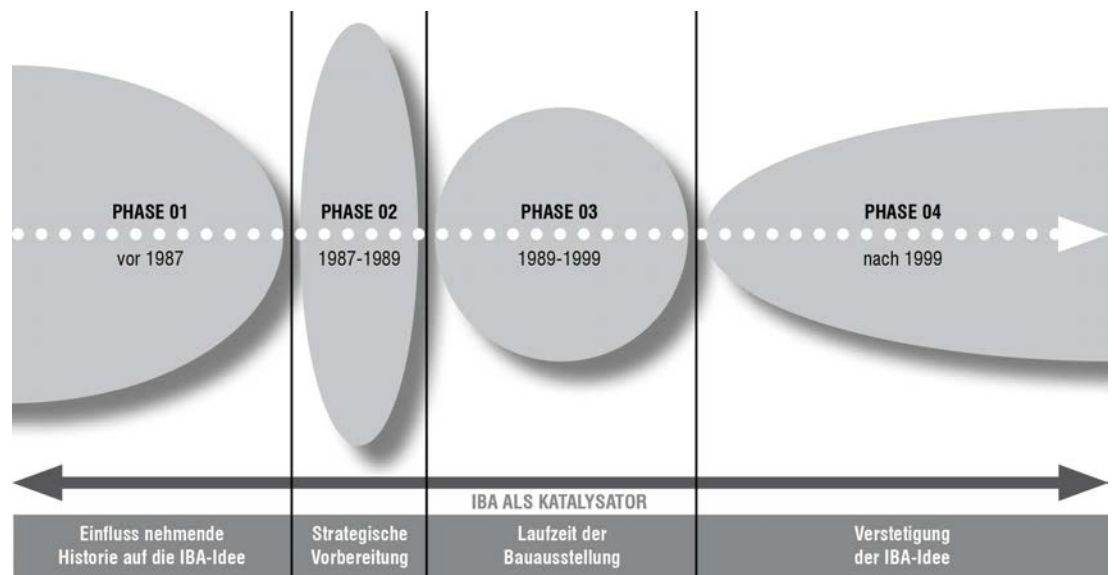 PHASE 01
vor 1987
PHASE 02
1987-1989
PHASE 03
1989-1999
PHASE 04
nach 1999
IBA ALS KATALYSATOR
Einfluss nehmende
Historie auf die IBA-Idee
Strategische
Vorbereitung
Laufzeit der
Bauausstellung
Verstetigung
der IBA-Idee